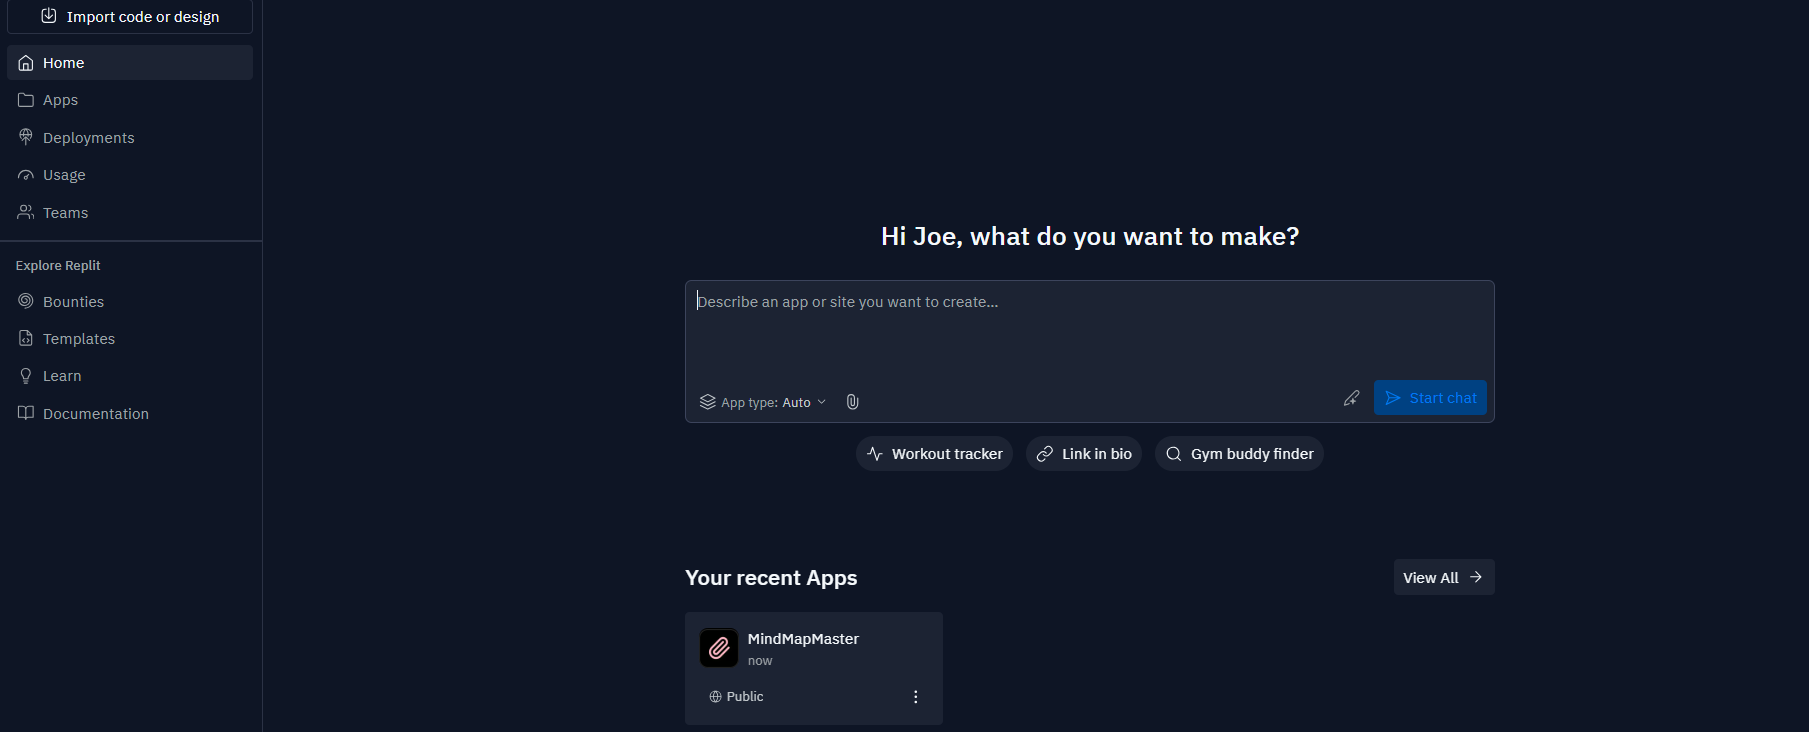 Import code or design
Home
Apps
Deployments
Usage
Teams
Explore Replit
Bounties
Templates
Learn
Documentation
Hi Joe, what do you want to make?
Describe an app or site you want to create...
App type: Auto
Start chat
Workout tracker
Link in bio
Gym buddy finder
Your recent Apps
View All
MindMapMaster
now
Public